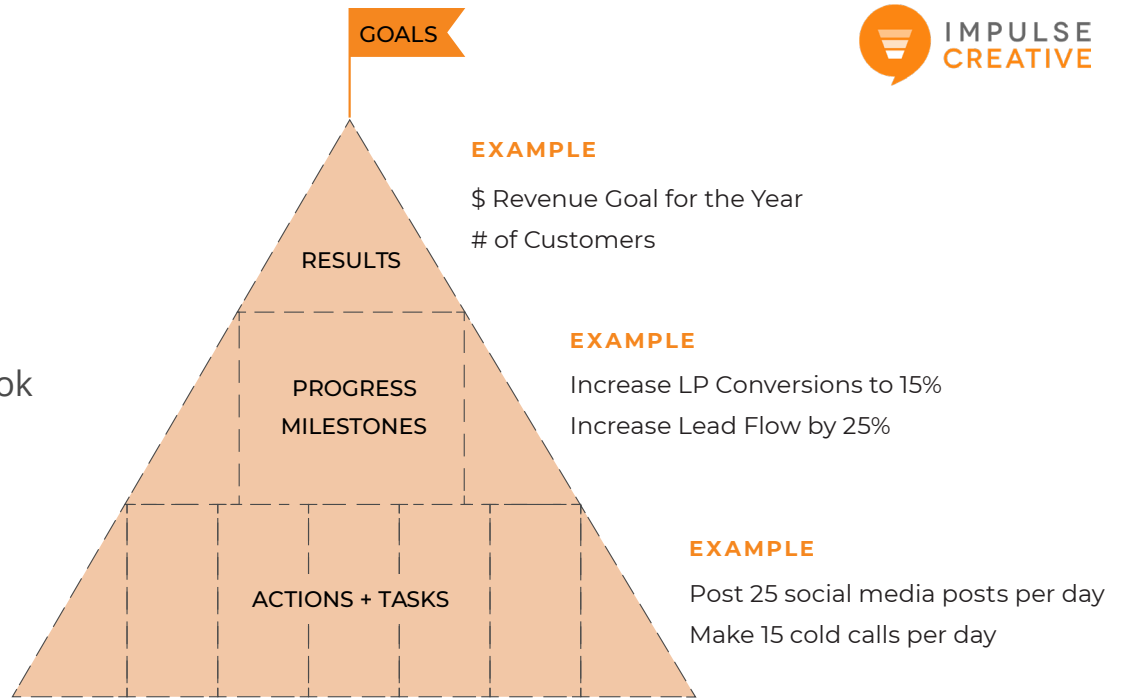 GOALS
IMPULSE
CREATIVE
EXAMPLE
$ Revenue Goal for the Year
# of Customers
RESULTS
EXAMPLE
Increase LP Conversions to 15%
Increase Lead Flow by 25%
ok
PROGRESS
MILESTONES
EXAMPLE
Post 25 social media posts per day
Make 15 cold calls per day
ACTIONS + TASKS